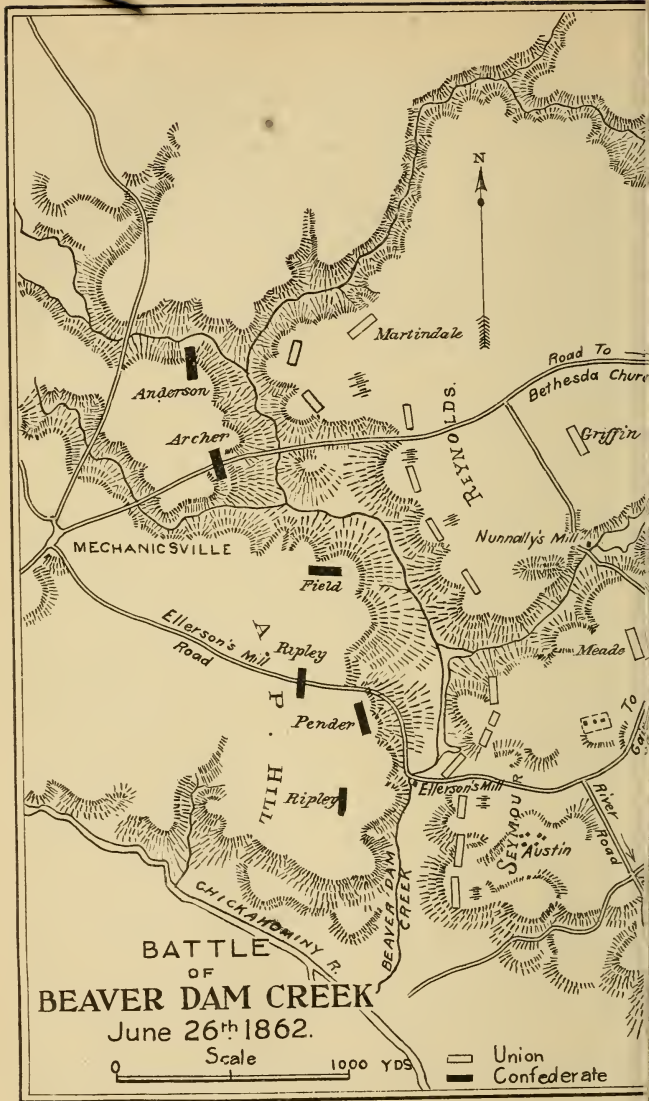 N
Martindale
Road To
Bethesda Churc
Anderson
Archer
REYNOLDS.
Griffin
MECHANICSVILLE
Nunnally's Mill
Field
Ellerson's Mill
Road
Ripley
Meade
A. P. HILL
Pender
To
Ripley
Ellerson's Mill
River
Road
SEYMOUR
Austin
BEAVER DAM
CREEK
CHICKAHOMINY R.
BATTLE
OF
BEAVER DAM CREEK
June 26th 1862.
Scale
0 1000 YDS
Union
Confederate